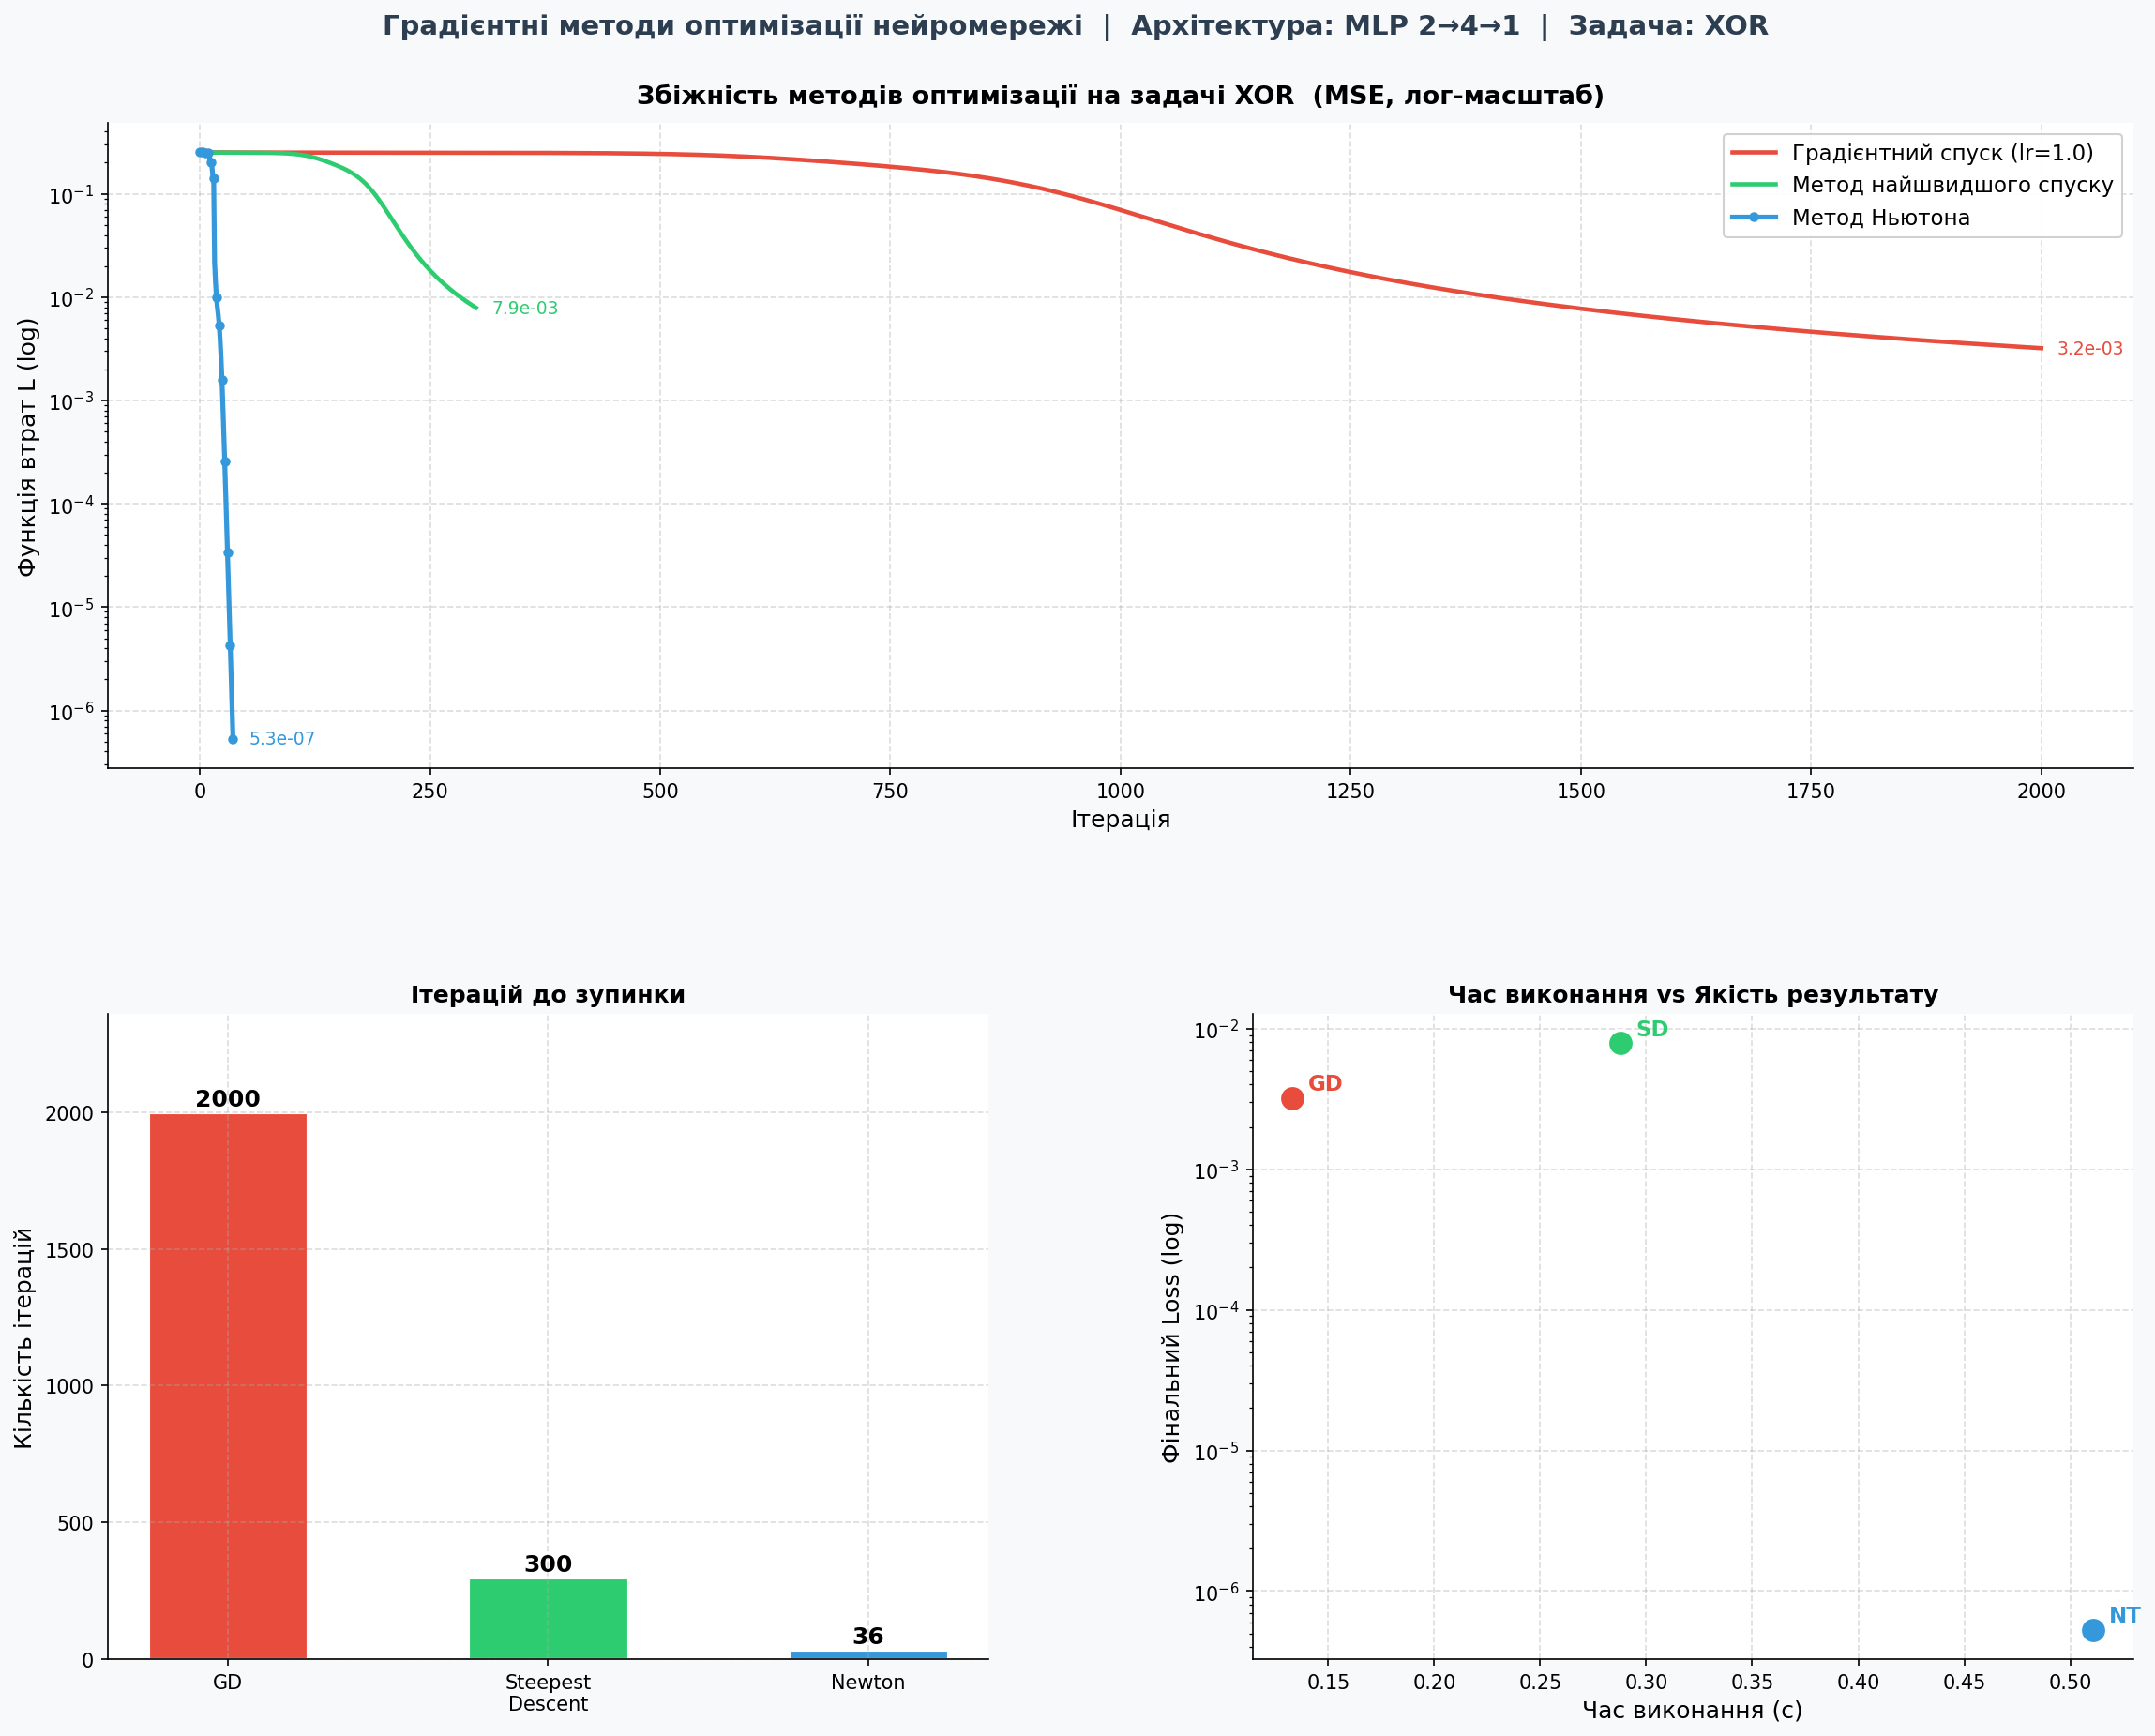 Градієнтні методи оптимізації нейромережі | Архітектура: MLP 2→4→1 | Задача: XOR
Збіжність методів оптимізації на задачі XOR (MSE, лог-масштаб)
Градієнтний спуск (lr=1.0)
Метод найшвидшого спуску
Метод Ньютона
Функція втрат L (log)
10⁻¹
10⁻²
10⁻³
10⁻⁴
10⁻⁵
10⁻⁶
7.9e-03
3.2e-03
5.3e-07
0 250 500 750 1000 1250 1500 1750 2000
Ітерація
Ітерацій до зупинки
Кількість ітерацій
2000
1500
1000
500
0
2000
300
36
GD
Steepest
Descent
Newton
Час виконання vs Якість результату
Фінальний Loss (log)
10⁻²
10⁻³
10⁻⁴
10⁻⁵
10⁻⁶
SD
GD
NT
0.15 0.20 0.25 0.30 0.35 0.40 0.45 0.50
Час виконання (с)